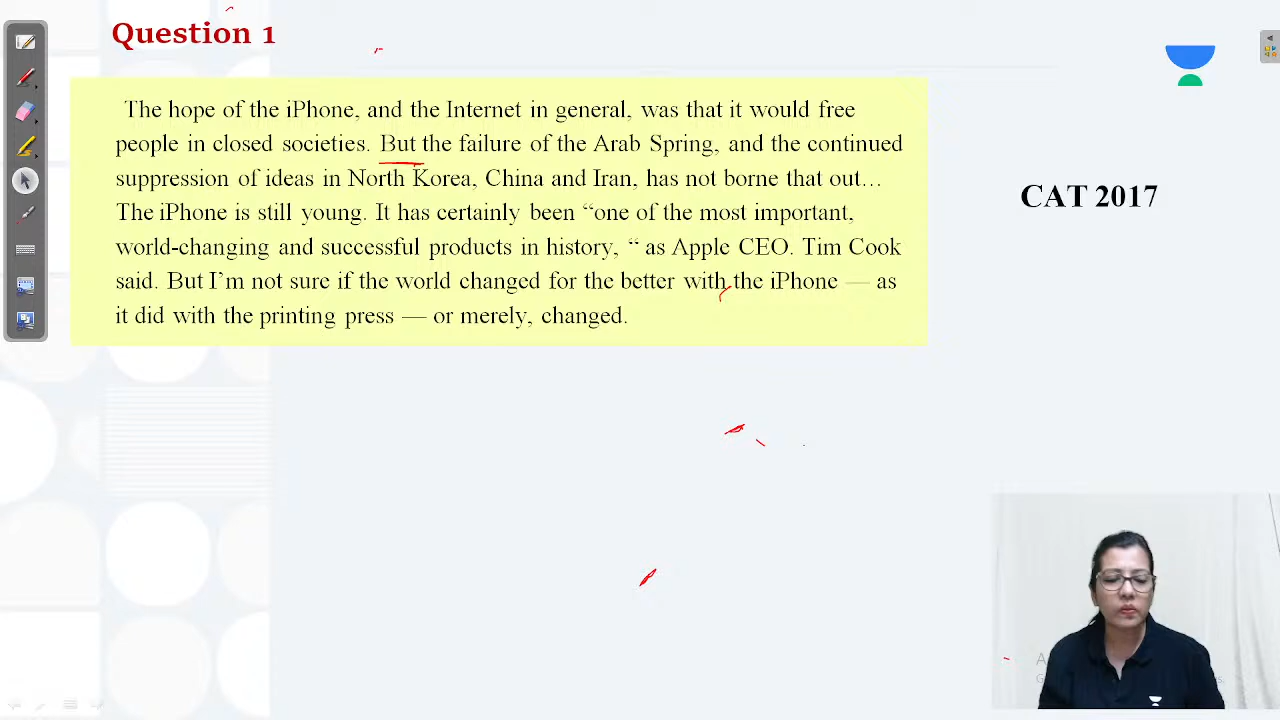 Question 1
The hope of the iPhone, and the Internet in general, was that it would free
people in closed societies. But the failure of the Arab Spring, and the continued
suppression of ideas in North Korea, China and Iran, has not borne that out...
The iPhone is still young. It has certainly been “one of the most important,
world-changing and successful products in history, “ as Apple CEO. Tim Cook
said. But I’m not sure if the world changed for the better with the iPhone — as
it did with the printing press — or merely, changed.
CAT 2017